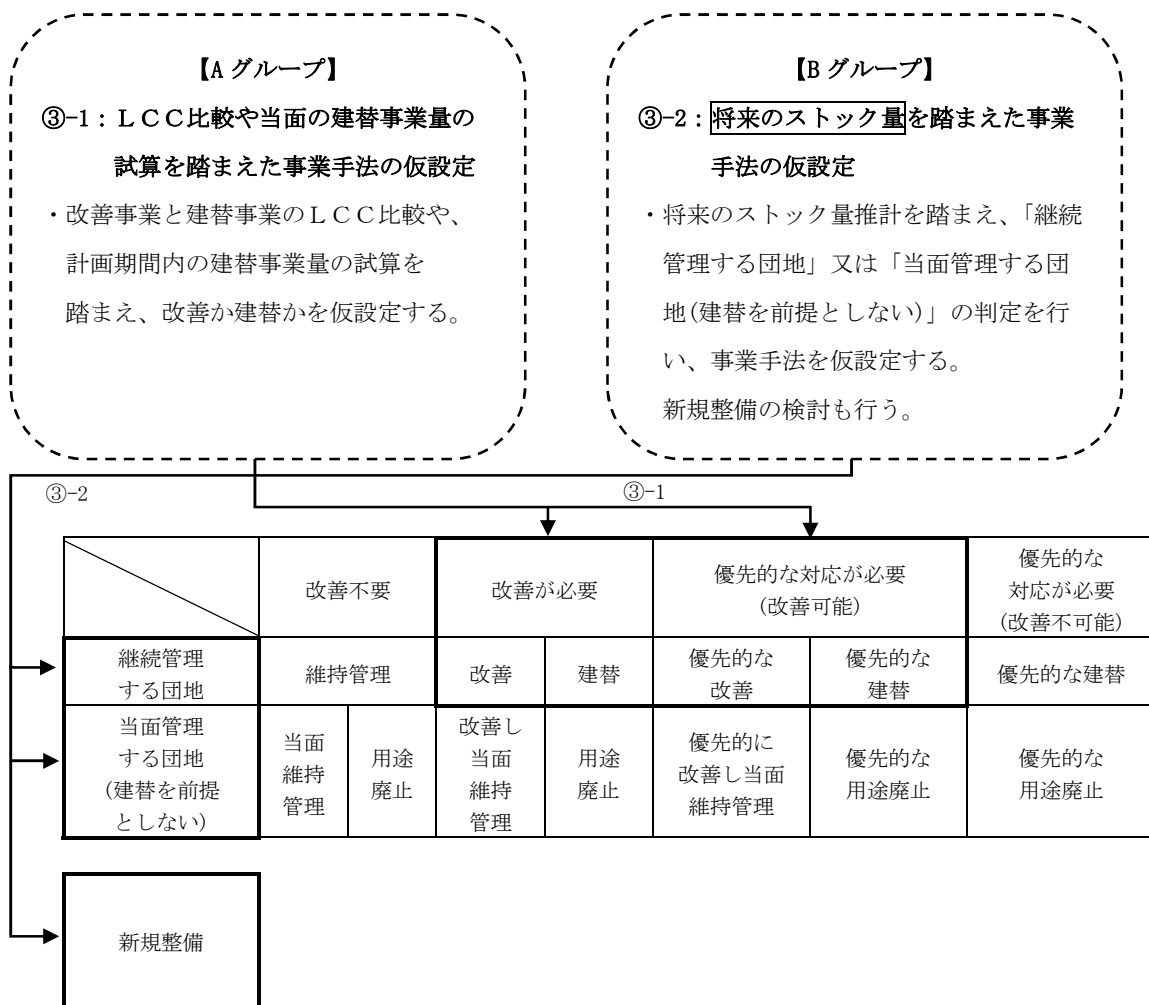 【Aグループ】
③-1：ＬＣＣ比較や当面の建替事業量の
試算を踏まえた事業手法の仮設定
・改善事業と建替事業のＬＣＣ比較や、
計画期間内の建替事業量の試算を
踏まえ、改善か建替かを仮設定する。
【Bグループ】
③-2：将来のストック量を踏まえた事業
手法の仮設定
・将来のストック量推計を踏まえ、「継続
管理する団地」又は「当面管理する団
地(建替を前提としない)」の判定を行
い、事業手法を仮設定する。
新規整備の検討も行う。
③-2
③-1
改善不要
改善が必要
優先的な対応が必要
(改善可能)
優先的な
対応が必要
(改善不可能)
継続管理
する団地
維持管理
改善
建替
優先的な
改善
優先的な
建替
優先的な建替
当面管理
する団地
(建替を前提
としない)
当面
維持
管理
用途
廃止
改善し
当面
維持
管理
用途
廃止
優先的に
改善し当面
維持管理
優先的な
用途廃止
優先的な
用途廃止
新規整備